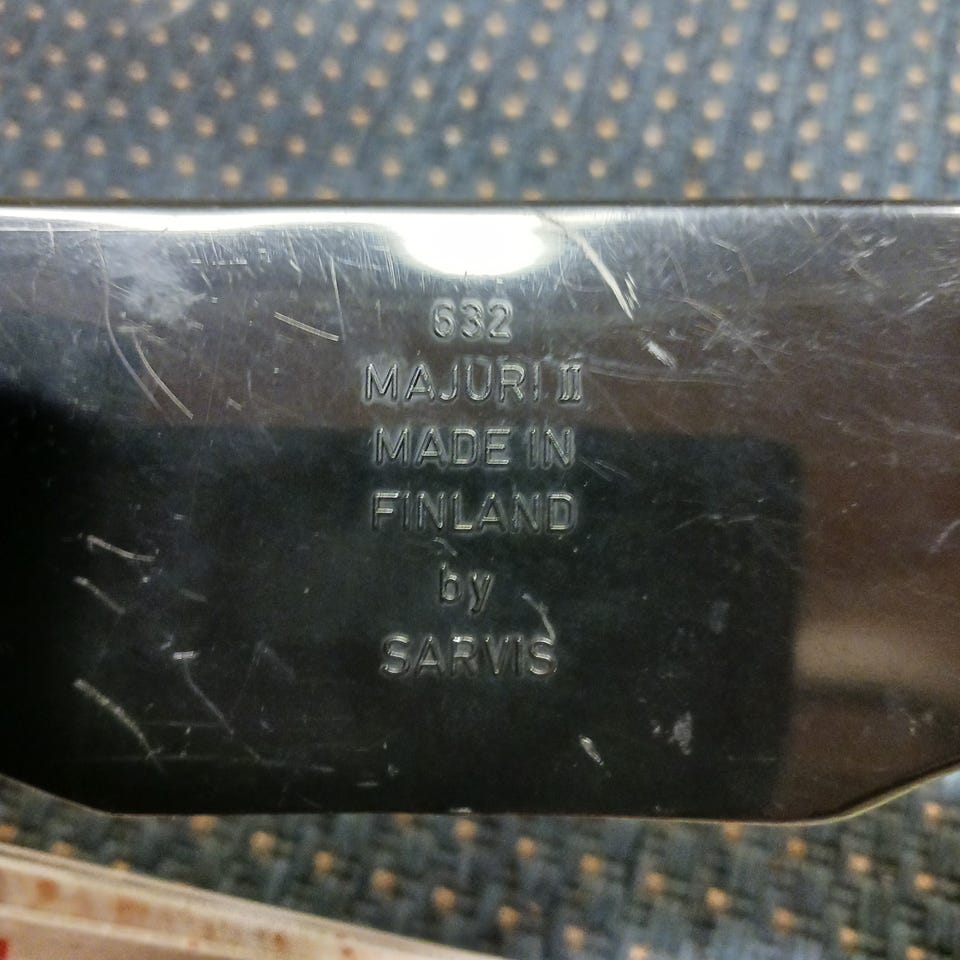 632
MAJURI II
MADE IN
FINLAND
by
SARVIS